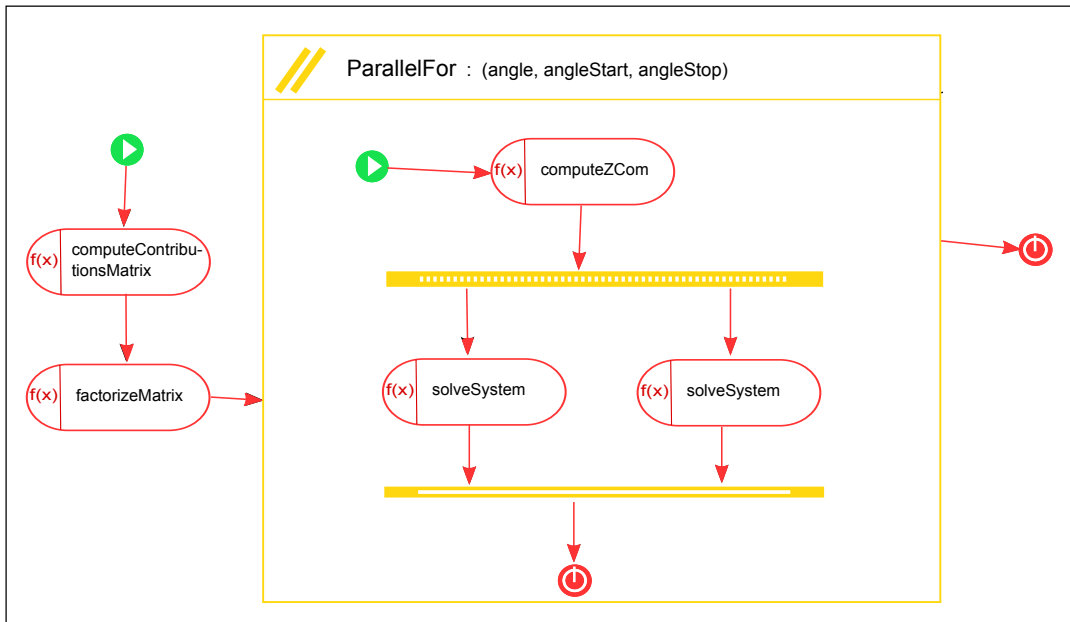 ParallelFor : (angle, angleStart, angleStop)
f(x) computeZCom
f(x) computeContribu-
tionsMatrix
f(x) factorizeMatrix
f(x) solveSystem
f(x) solveSystem